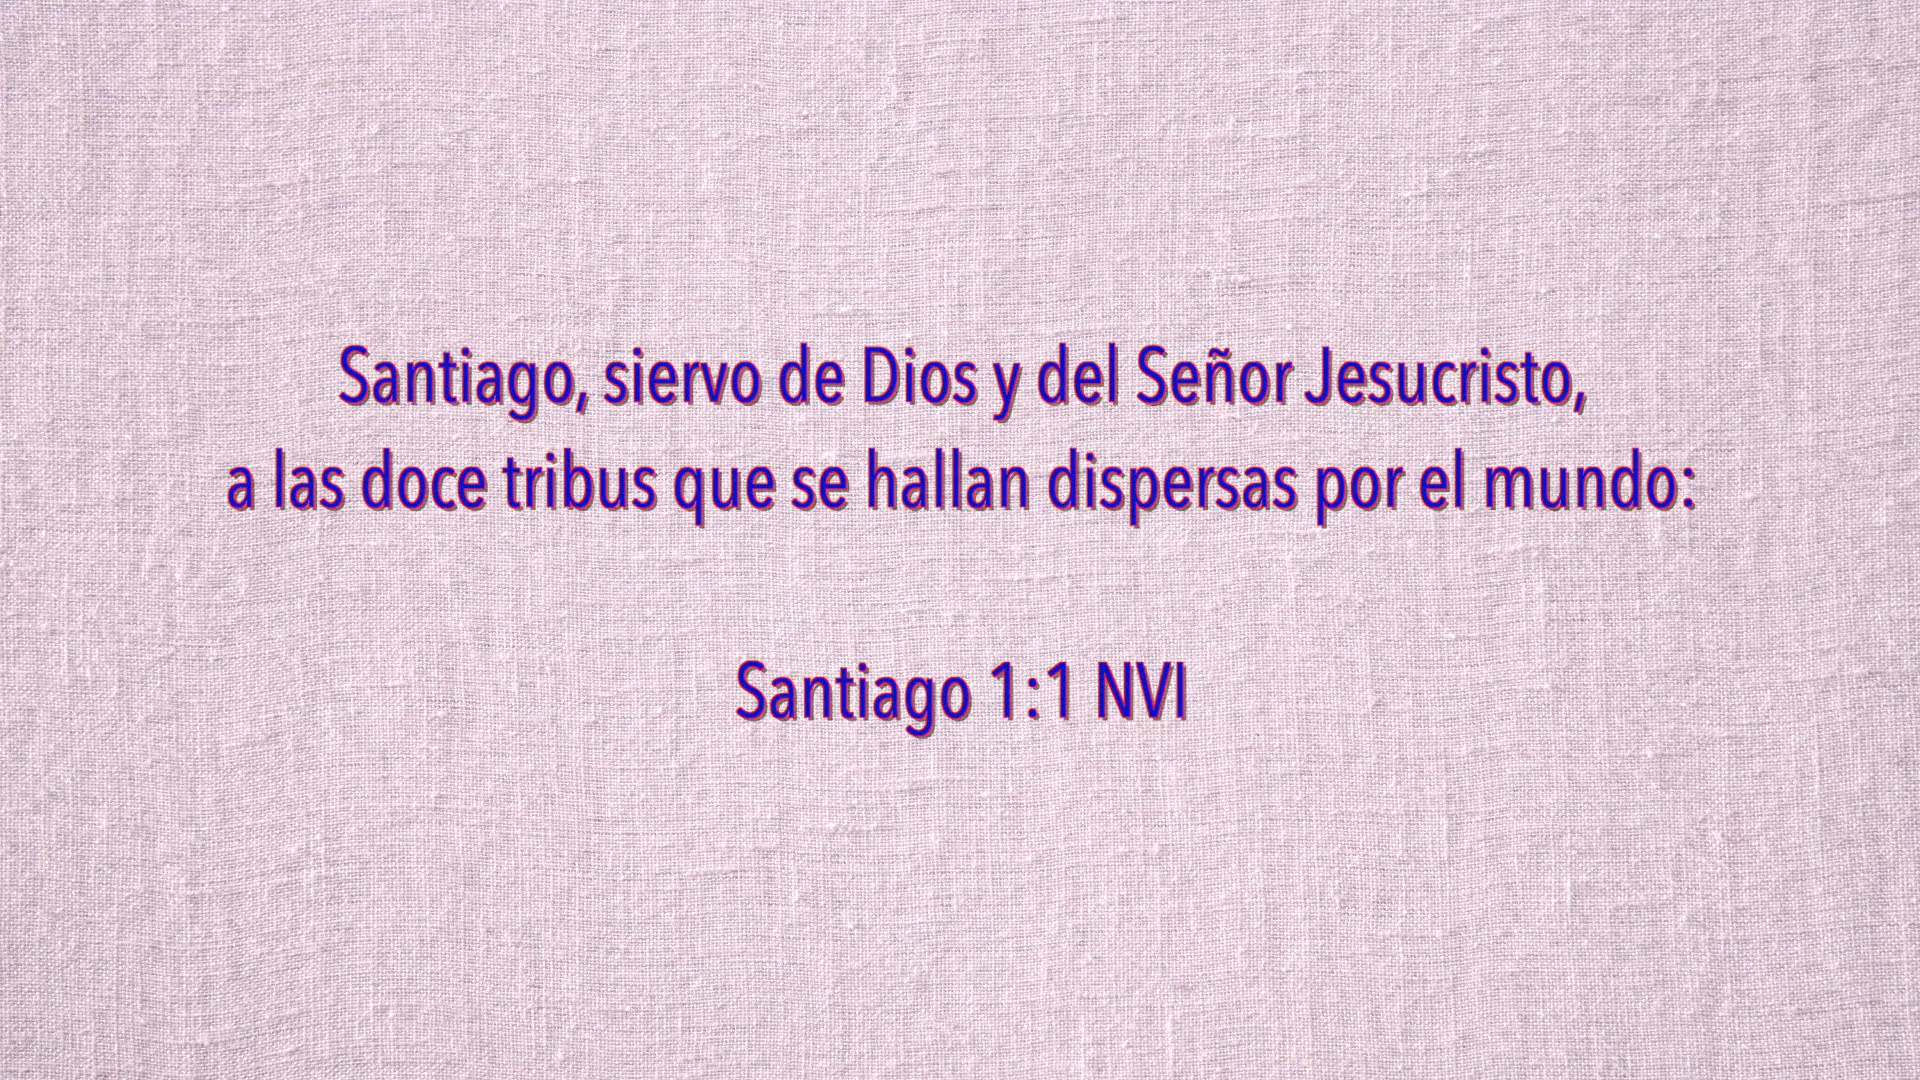 Santiago, siervo de Dios y del Señor Jesucristo,
a las doce tribus que se hallan dispersas por el mundo:
Santiago 1:1 NVI